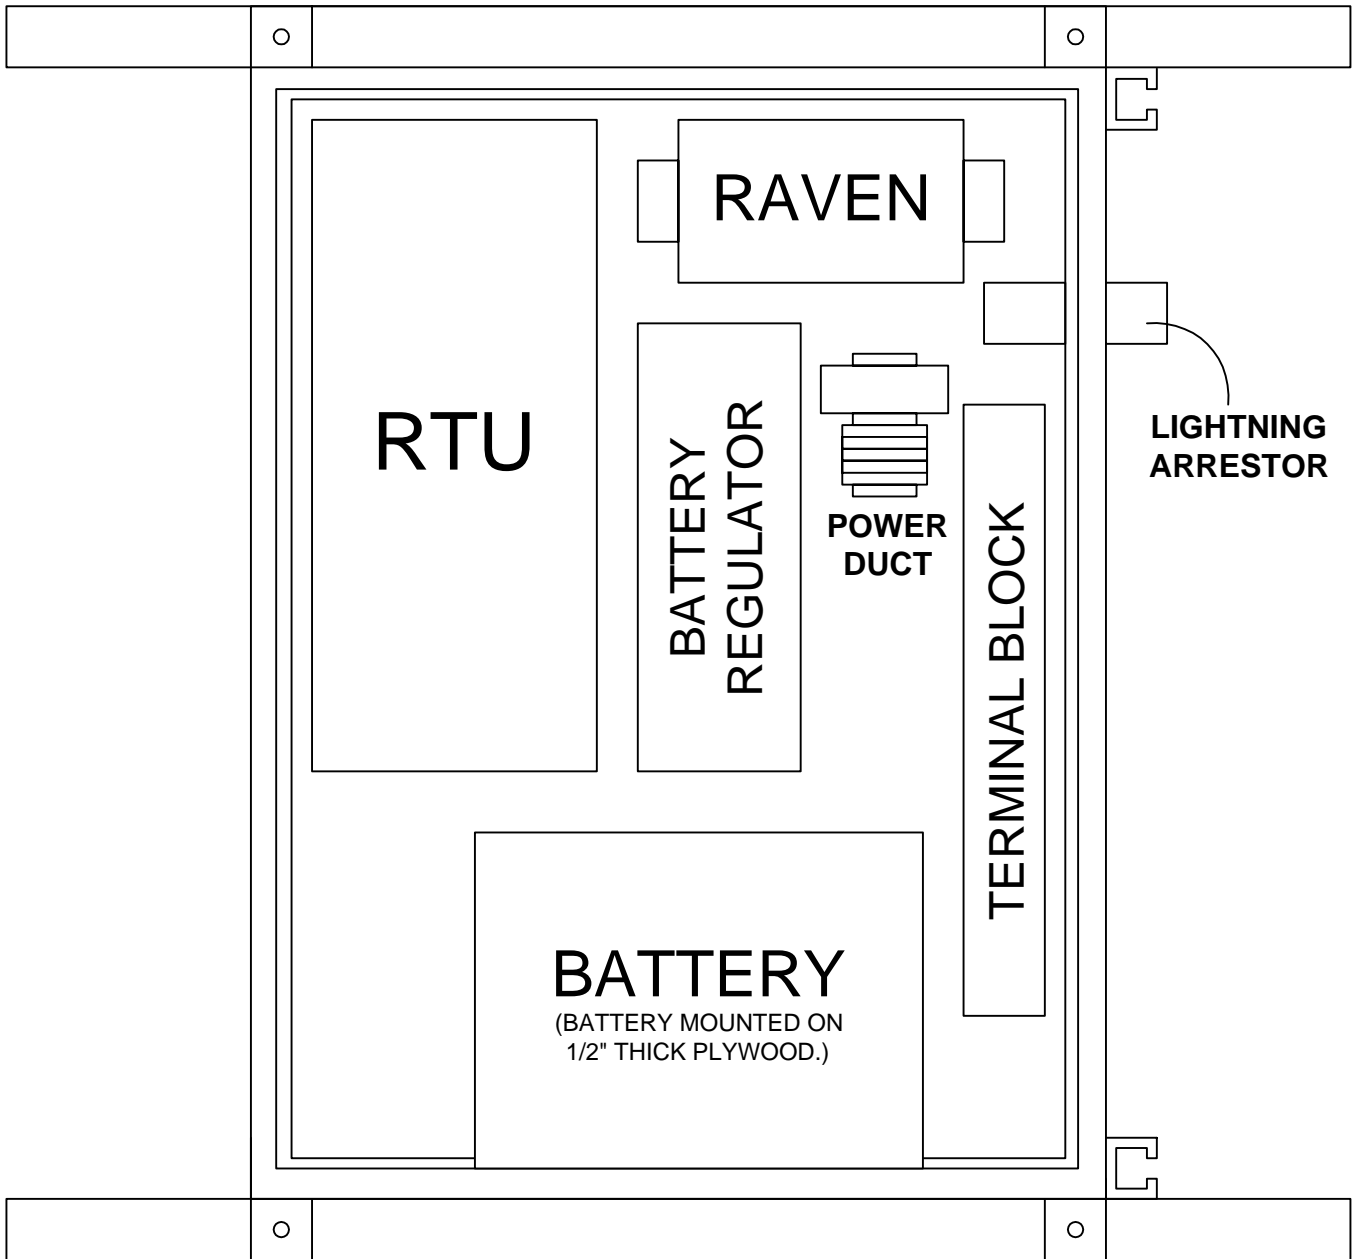 RAVEN
RTU
BATTERY
REGULATOR
POWER
DUCT
LIGHTNING
ARRESTOR
TERMINAL BLOCK
BATTERY
(BATTERY MOUNTED ON
1/2" THICK PLYWOOD.)